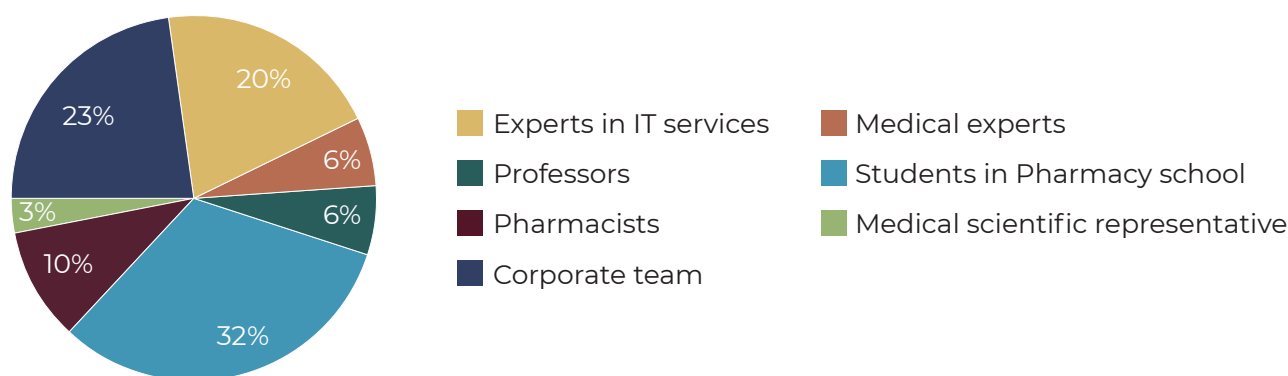 20%
23%
6%
3%
6%
10%
32%
Experts in IT services
Professors
Pharmacists
Corporate team
Medical experts
Students in Pharmacy school
Medical scientific representative